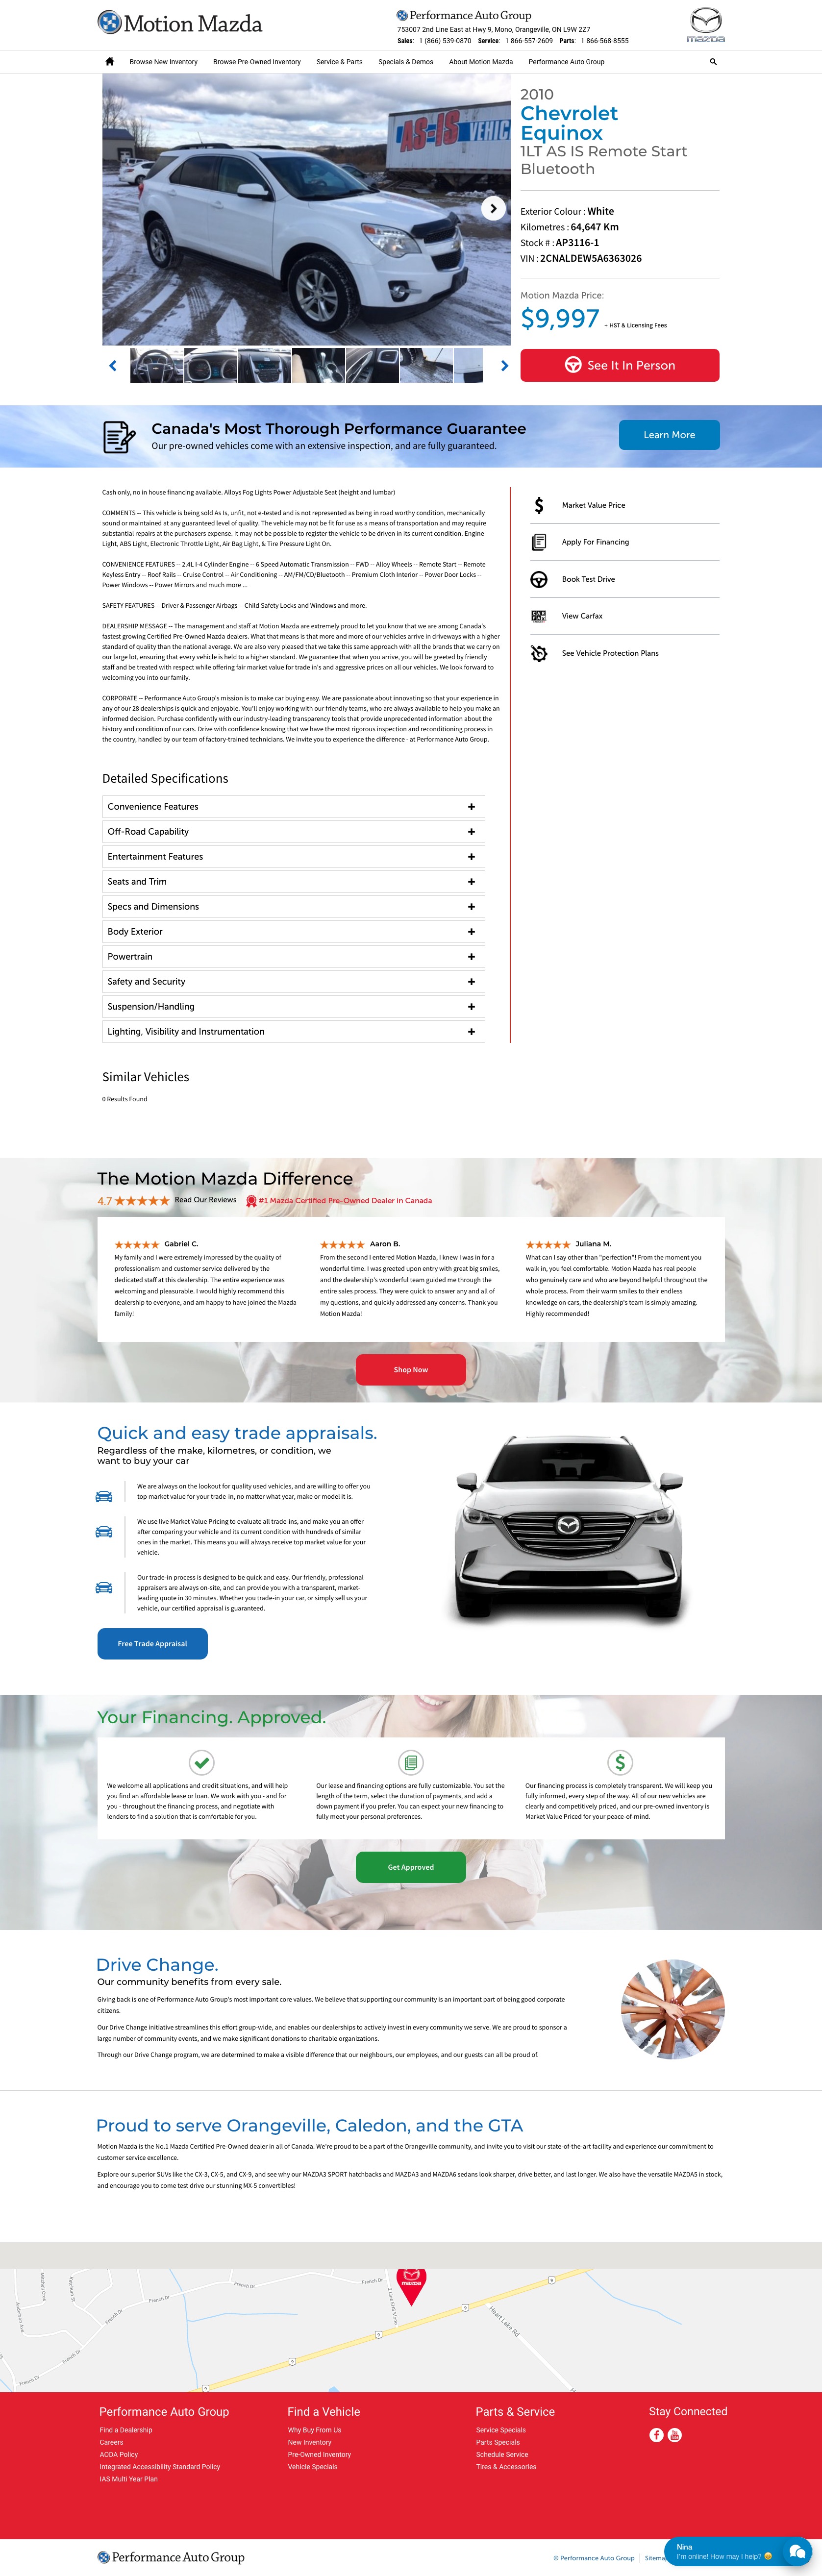 Motion Mazda
Performance Auto Group
753007 2nd Line East at Hwy 9, Mono, Orangeville, ON L9W 2Z7
Sales: 1 (866) 539-0870 Service: 1 866-557-2609 Parts: 1 866-568-8555
mazda
Browse New Inventory
Browse Pre-Owned Inventory
Service & Parts
Specials & Demos
About Motion Mazda
Performance Auto Group
AS-IS VEHIC
2010
Chevrolet
Equinox
1LT AS IS Remote Start
Bluetooth
Exterior Colour : White
Kilometres : 64,647 Km
Stock # : AP3116-1
VIN : 2CNALDEW5A6363026
Motion Mazda Price:
$9,997 + HST & Licensing Fees
See It In Person
Canada's Most Thorough Performance Guarantee
Our pre-owned vehicles come with an extensive inspection, and are fully guaranteed.
Learn More
Cash only, no in house financing available. Alloys Fog Lights Power Adjustable Seat (height and lumbar)
COMMENTS -- This vehicle is being sold As Is, unfit, not e-tested and is not represented as being in road worthy condition, mechanically
sound or maintained at any guaranteed level of quality. The vehicle may not be fit for use as a means of transportation and may require
substantial repairs at the purchasers expense. It may not be possible to register the vehicle to be driven in its current condition. Engine
Light, ABS Light, Electronic Throttle Light, Air Bag Light, & Tire Pressure Light On.
CONVENIENCE FEATURES -- 2.4L I-4 Cylinder Engine -- 6 Speed Automatic Transmission -- FWD -- Alloy Wheels -- Remote Start -- Remote
Keyless Entry -- Roof Rails -- Cruise Control -- Air Conditioning -- AM/FM/CD/Bluetooth -- Premium Cloth Interior -- Power Door Locks --
Power Windows -- Power Mirrors and much more ...
SAFETY FEATURES -- Driver & Passenger Airbags -- Child Safety Locks and Windows and more.
DEALERSHIP MESSAGE -- The management and staff at Motion Mazda are extremely proud to let you know that we are among Canada's
fastest growing Certified Pre-Owned Mazda dealers. What that means is that more and more of our vehicles arrive in driveways with a higher
standard of quality than the national average. We are also very pleased that we take this same approach with all the brands that we carry on
our large lot, ensuring that every vehicle is held to a higher standard. We guarantee that when you arrive, you will be greeted by friendly
staff and be treated with respect while offering fair market value for trade in's and aggressive prices on all our vehicles. We look forward to
welcoming you into our family.
CORPORATE -- Performance Auto Group's mission is to make car buying easy. We are passionate about innovating so that your experience in
any of our 28 dealerships is quick and enjoyable. You'll enjoy working with our friendly teams, who are always available to help you make an
informed decision. Purchase confidently with our industry-leading transparency tools that provide unprecedented information about the
history and condition of our cars. Drive with confidence knowing that we have the most rigorous inspection and reconditioning process in
the country, handled by our team of factory-trained technicians. We invite you to experience the difference - at Performance Auto Group.
Market Value Price
Apply For Financing
Book Test Drive
View Carfax
See Vehicle Protection Plans
Detailed Specifications
Convenience Features
Off-Road Capability
Entertainment Features
Seats and Trim
Specs and Dimensions
Body Exterior
Powertrain
Safety and Security
Suspension/Handling
Lighting, Visibility and Instrumentation
Similar Vehicles
0 Results Found
The Motion Mazda Difference
4.7 Read Our Reviews #1 Mazda Certified Pre-Owned Dealer in Canada
Gabriel C.
My family and I were extremely impressed by the quality of
professionalism and customer service delivered by the
dedicated staff at this dealership. The entire experience was
welcoming and pleasurable. I would highly recommend this
dealership to everyone, and am happy to have joined the Mazda
family!
Aaron B.
From the second I entered Motion Mazda, I knew I was in for a
wonderful time. I was greeted upon entry with great big smiles,
and the dealership's wonderful team guided me through the
entire sales process. They were quick to answer any and all of
my questions, and quickly addressed any concerns. Thank you
Motion Mazda!
Juliana M.
What can I say other than "perfection"! From the moment you
walk in, you feel comfortable. Motion Mazda has real people
who genuinely care and who are beyond helpful throughout the
whole process. From their warm smiles to their endless
knowledge on cars, the dealership's team is simply amazing.
Highly recommended!
Shop Now
Quick and easy trade appraisals.
Regardless of the make, kilometres, or condition, we
want to buy your car
We are always on the lookout for quality used vehicles, and are willing to offer you
top market value for your trade-in, no matter what year, make or model it is.
We use live Market Value Pricing to evaluate all trade-ins, and make you an offer
after comparing your vehicle and its current condition with hundreds of similar
ones in the market. This means you will always receive top market value for your
vehicle.
Our trade-in process is designed to be quick and easy. Our friendly, professional
appraisers are always on-site, and can provide you with a transparent, market-
leading quote in 30 minutes. Whether you trade-in your car, or simply sell us your
vehicle, our certified appraisal is guaranteed.
Free Trade Appraisal
Your Financing. Approved.
We welcome all applications and credit situations, and will help
you find an affordable lease or loan. We work with you - and for
you - throughout the financing process, and negotiate with
lenders to find a solution that is comfortable for you.
Our lease and financing options are fully customizable. You set the
length of the term, select the duration of payments, and add a
down payment if you prefer. You can expect your new financing to
fully meet your personal preferences.
Our financing process is completely transparent. We will keep you
fully informed, every step of the way. All of our new vehicles are
clearly and competitively priced, and our pre-owned inventory is
Market Value Priced for your peace-of-mind.
Get Approved
Drive Change.
Our community benefits from every sale.
Giving back is one of Performance Auto Group's most important core values. We believe that supporting our community is an important part of being good corporate
citizens.
Our Drive Change initiative streamlines this effort group-wide, and enables our dealerships to actively invest in every community we serve. We are proud to sponsor a
large number of community events, and we make significant donations to charitable organizations.
Through our Drive Change program, we are determined to make a visible difference that our neighbours, our employees, and our guests can all be proud of.
Proud to serve Orangeville, Caledon, and the GTA
Motion Mazda is the No.1 Mazda Certified Pre-Owned dealer in all of Canada. We're proud to be a part of the Orangeville community, and invite you to visit our state-of-the-art facility and experience our commitment to
customer service excellence.
Explore our superior SUVs like the CX-3, CX-5, and CX-9, and see why our MAZDA3 SPORT hatchbacks and MAZDA3 and MAZDA6 sedans look sharper, drive better, and last longer. We also have the versatile MAZDA5 in stock,
and encourage you to come test drive our stunning MX-5 convertibles!
French Dr
French Dr
French Dr
French Dr
French Dr
French Dr
mazda
Heart Lake Rd
9
9
9
9
9
Performance Auto Group
Find a Dealership
Careers
AODA Policy
Integrated Accessibility Standard Policy
IAS Multi Year Plan
Find a Vehicle
Why Buy From Us
New Inventory
Pre-Owned Inventory
Vehicle Specials
Parts & Service
Service Specials
Parts Specials
Schedule Service
Tires & Accessories
Stay Connected
Performance Auto Group
© Performance Auto Group
Sitema
Nina
I'm online! How may I help? 😀